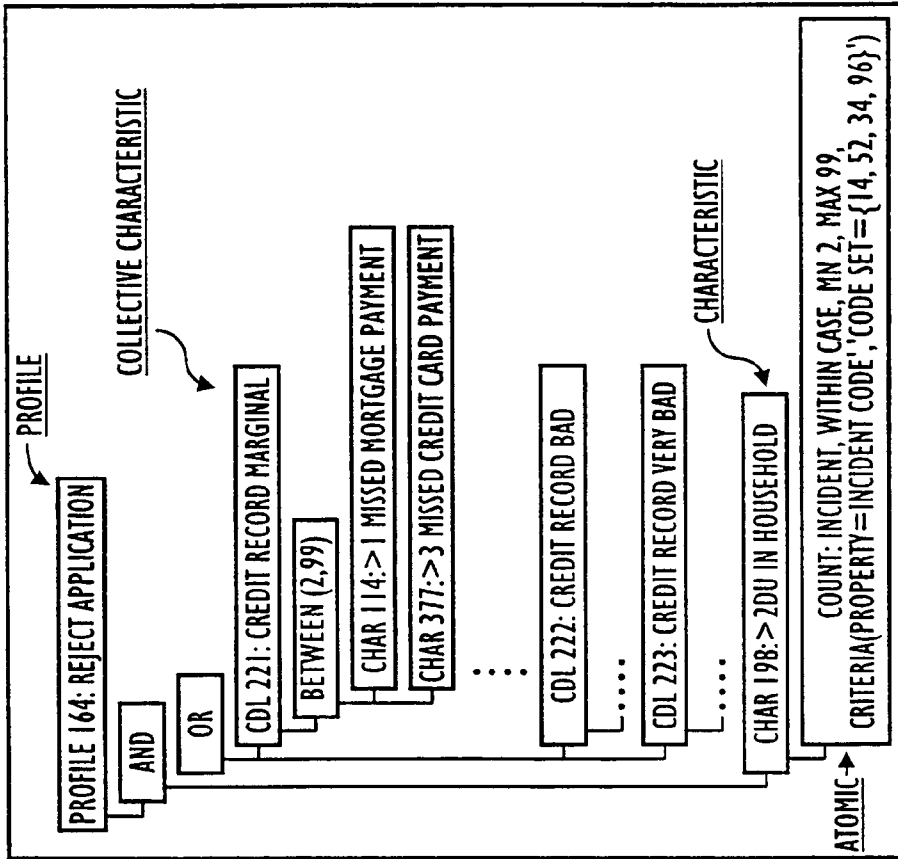 PROFILE
PROFILE 164: REJECT APPLICATION
AND
OR
COLLECTIVE CHARACTERISTIC
CDL 221: CREDIT RECORD MARGINAL
BETWEEN (2,99)
CHAR 114:> 1 MISSED MORTGAGE PAYMENT
CHAR 377:> 3 MISSED CREDIT CARD PAYMENT
....
CDL 222: CREDIT RECORD BAD
.....
CDL 223: CREDIT RECORD VERY BAD
.....
CHARACTERISTIC
CHAR 198:> 2DU IN HOUSEHOLD
ATOMIC
COUNT: INCIDENT, WITHIN CASE, MN 2, MAX 99,
CRITERIA(PROPERTY=INCIDENT CODE','CODE SET={14, 52, 34, 96}')